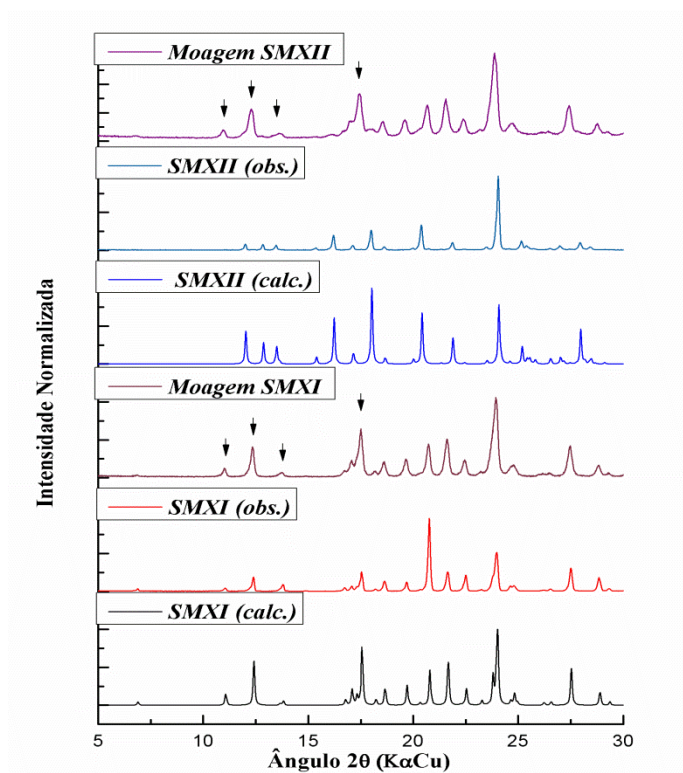 Moagem SMXII
SMXII (obs.)
SMXII (calc.)
Moagem SMXI
SMXI (obs.)
SMXI (calc.)
Intensidade Normalizada
5 10 15 20 25 30
Ângulo 2θ (KαCu)